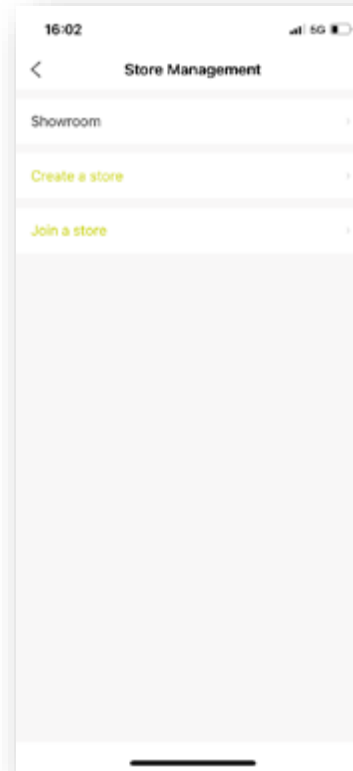 16:02 5G
Store Management
Showroom
Create a store
Join a store